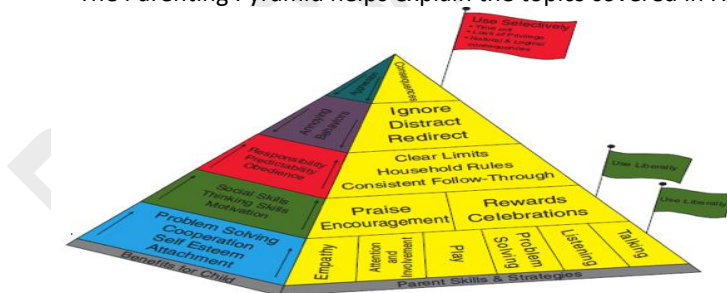 The Parenting Pyramid helps explain the topics covered in
Use Selectively
• Time out
• Loss of Privilege
• Natural & Logical
consequences
Aggression
Consequences
Annoying
Behaviors
Ignore
Distract
Redirect
Responsibility
Predictability
Obedience
Clear Limits
Household Rules
Consistent Follow-Through
Use Liberally
Social Skills
Thinking Skills
Motivation
Praise
Encouragement
Rewards
Celebrations
Use Liberally
Problem Solving
Cooperation
Self Esteem
Attachment
Empathy
Attention
and
Involvement
Play
Problem
Solving
Listening
Talking
Benefits for Child
Parent Skills & Strategies